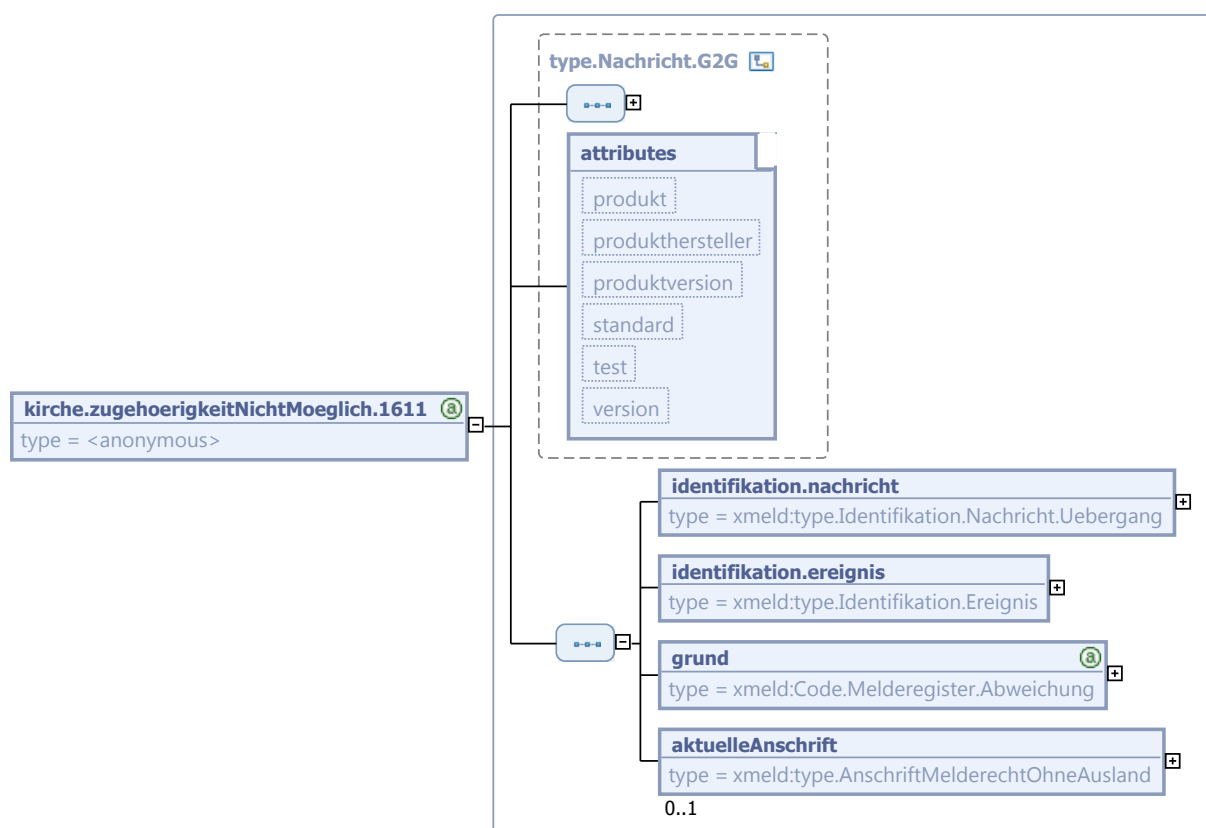 type.Nachricht.G2G
attributes
produkt
produkthersteller
produktversion
standard
test
version
kirche.zugehoerigkeitNichtMoeglich.1611 a
type = <anonymous>
identifikation.nachricht
type = xmeld:type.Identifikation.Nachricht.Uebergang
identifikation.ereignis
type = xmeld:type.Identifikation.Ereignis
grund a
type = xmeld:Code.Melderegister.Abweichung
aktuelleAnschrift
type = xmeld:type.AnschriftMelderechtOhneAusland
0..1